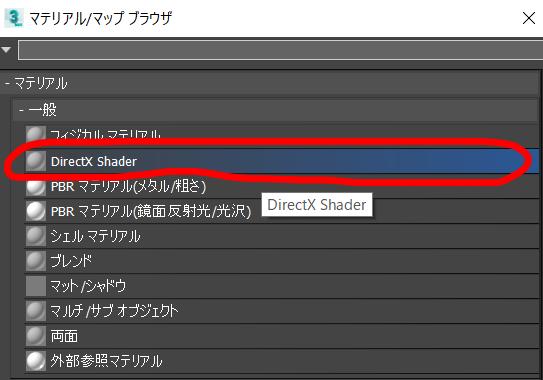 マテリアル/マップ ブラウザ
- マテリアル
- 一般
フィジカル マテリアル
DirectX Shader
PBR マテリアル(メタル/粗さ)
DirectX Shader
PBR マテリアル(鏡面反射光/光沢)
シェル マテリアル
ブレンド
マット/シャドウ
マルチ/サブ オブジェクト
両面
外部参照マテリアル